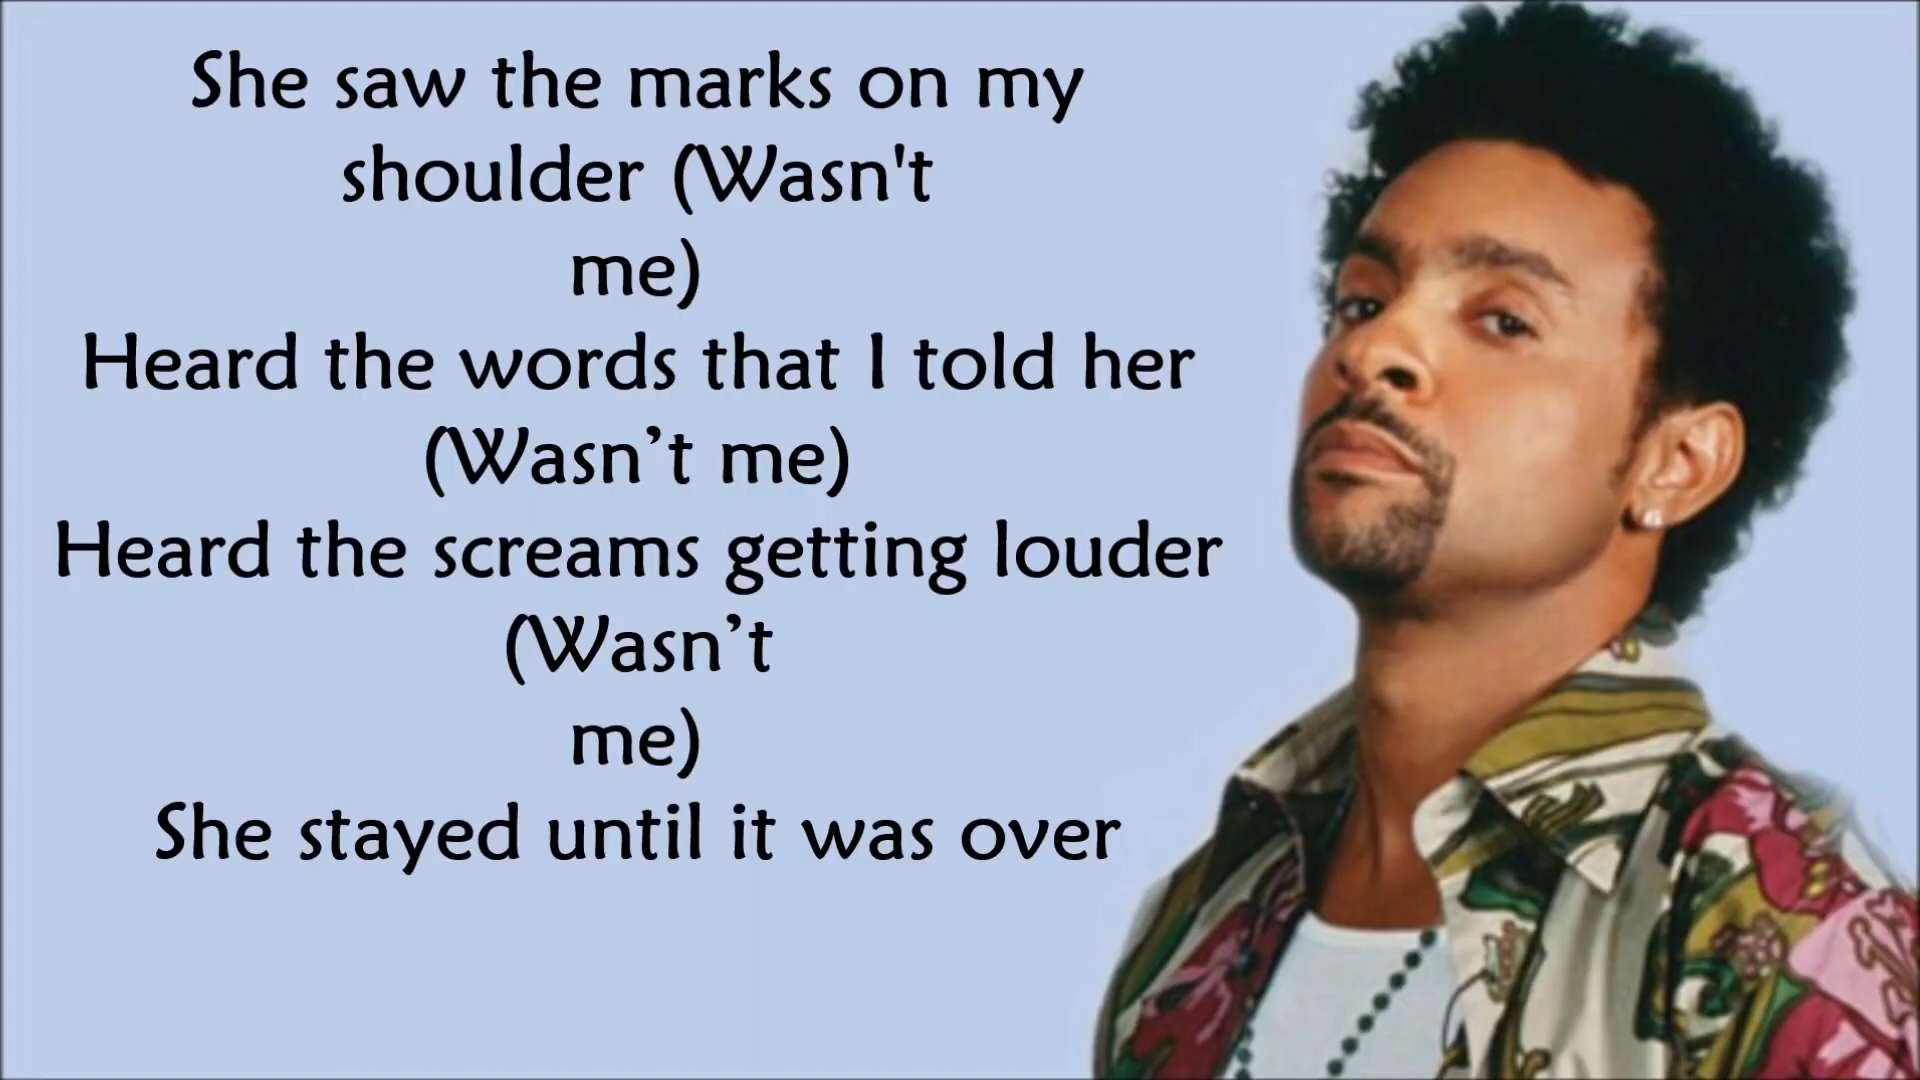 She saw the marks on my
shoulder (Wasn't
me)
Heard the words that I told her
(Wasn’t me)
Heard the screams getting louder
(Wasn’t
me)
She stayed until it was over